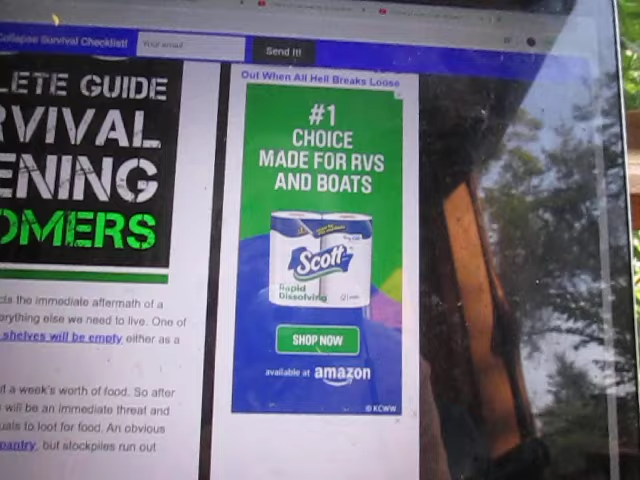 Collapse Survival Checklist!
Your email
Send It!
Out When All Hell Breaks Loose
LETE GUIDE
RVIVAL
ENING
OMERS
#1
CHOICE
MADE FOR RVS
AND BOATS
Scott
Rapid
Dissolving
SHOP NOW
available at amazon
© KCWW
cts the immediate aftermath of a
erything else we need to live. One of
shelves will be empty either as a
a week's worth of food. So after
will be an immediate threat and
uals to loot for food. An obvious
pantry, but stockpiles run out